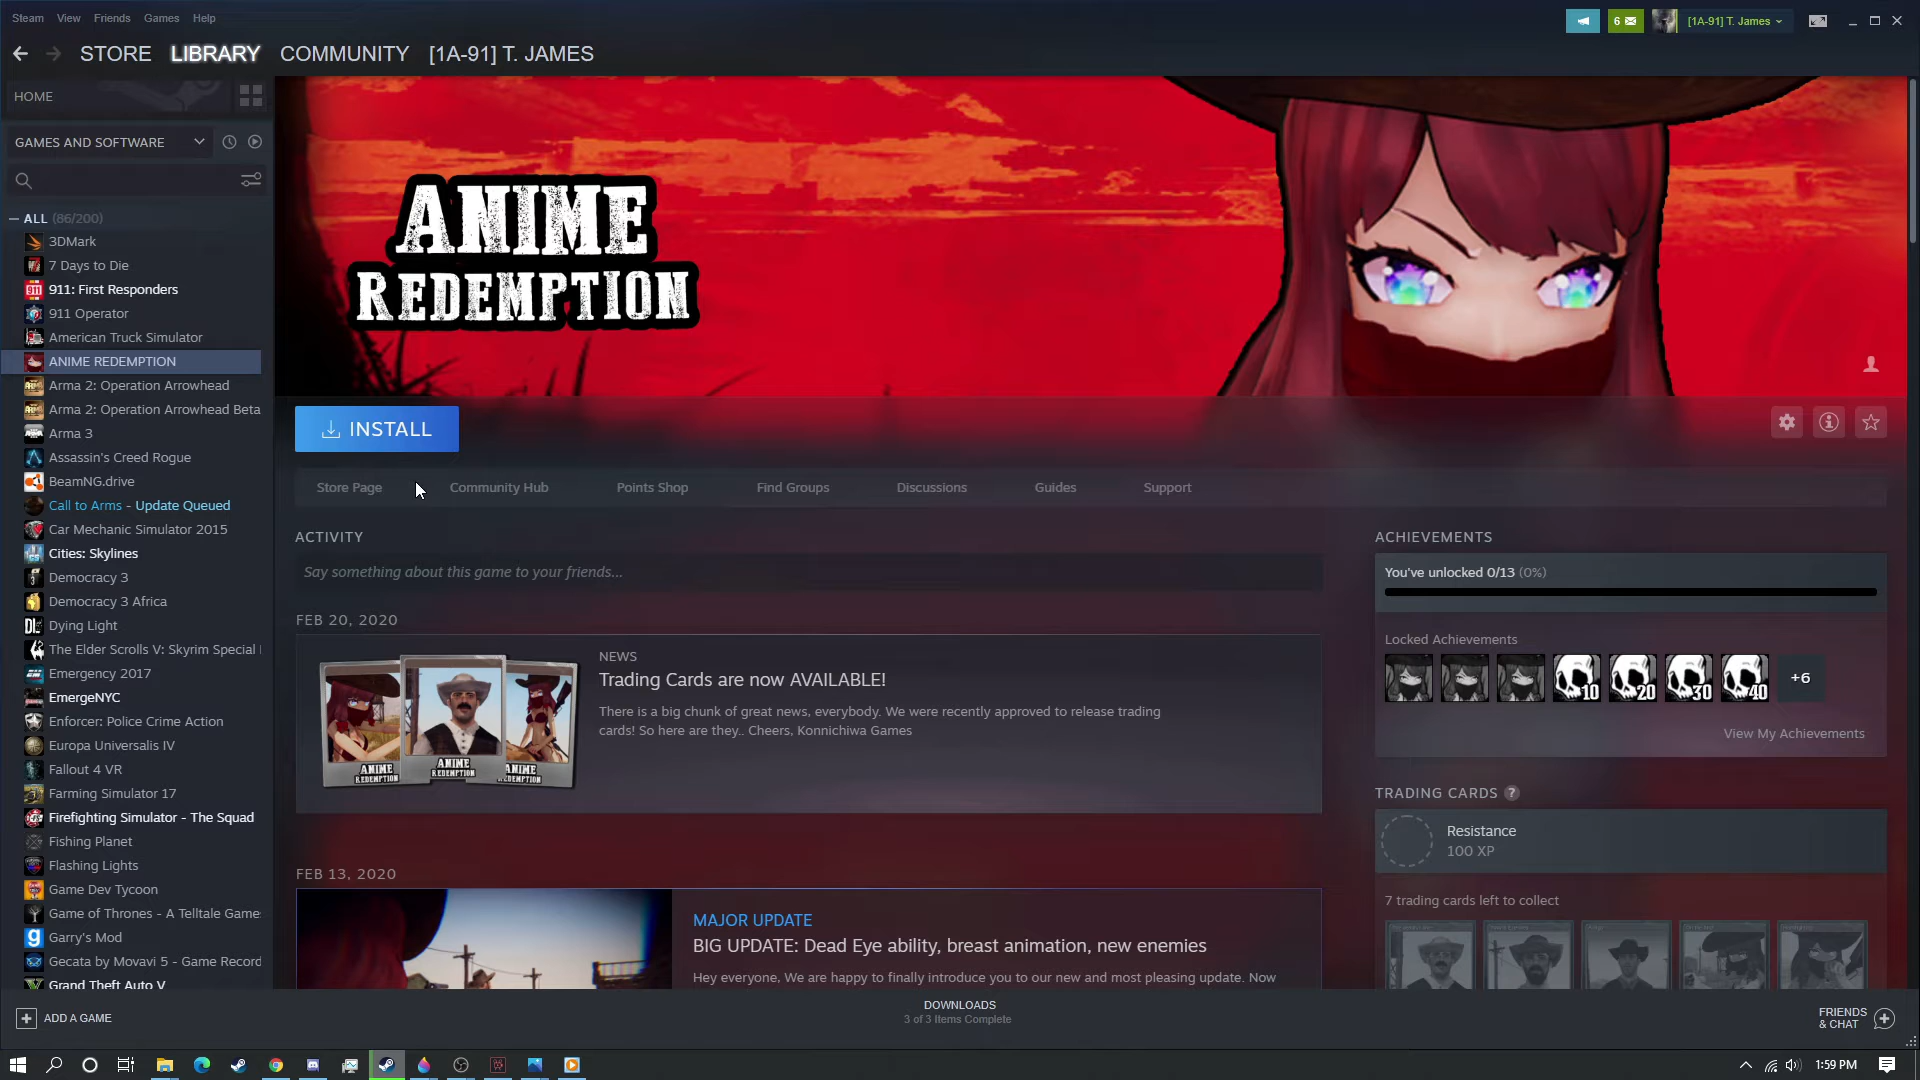 Steam View Friends Games Help
6 [1A-91] T. James
STORE LIBRARY COMMUNITY [1A-91] T. JAMES
HOME
GAMES AND SOFTWARE
ALL (86/200)
3DMark
7 Days to Die
911: First Responders
911 Operator
American Truck Simulator
ANIME REDEMPTION
Arma 2: Operation Arrowhead
Arma 2: Operation Arrowhead Beta
Arma 3
Assassin's Creed Rogue
BeamNG.drive
Call to Arms - Update Queued
Car Mechanic Simulator 2015
Cities: Skylines
Democracy 3
Democracy 3 Africa
Dying Light
The Elder Scrolls V: Skyrim Special
Emergency 2017
EmergeNYC
Enforcer: Police Crime Action
Europa Universalis IV
Fallout 4 VR
Farming Simulator 17
Firefighting Simulator - The Squad
Fishing Planet
Flashing Lights
Game Dev Tycoon
Game of Thrones - A Telltale Games
Garry's Mod
Gecata by Movavi 5 - Game Record
Grand Theft Auto V
ADD A GAME
ANIME
REDEMPTION
INSTALL
Store Page Community Hub Points Shop Find Groups Discussions Guides Support
ACTIVITY
Say something about this game to your friends...
FEB 20, 2020
ANIME
REDEMPTION
ANIME
REDEMPTION
ANIME
REDEMPTION
NEWS
Trading Cards are now AVAILABLE!
There is a big chunk of great news, everybody. We were recently approved to release trading
cards! So here are they.. Cheers, Konnichiwa Games
FEB 13, 2020
MAJOR UPDATE
BIG UPDATE: Dead Eye ability, breast animation, new enemies
Hey everyone, We are happy to finally introduce you to our new and most pleasing update. Now
ACHIEVEMENTS
You've unlocked 0/13 (0%)
Locked Achievements
10 20 30 40 +6
View My Achievements
TRADING CARDS ?
Resistance
100 XP
7 trading cards left to collect
DOWNLOADS
3 of 3 Items Complete
FRIENDS
& CHAT
1:59 PM